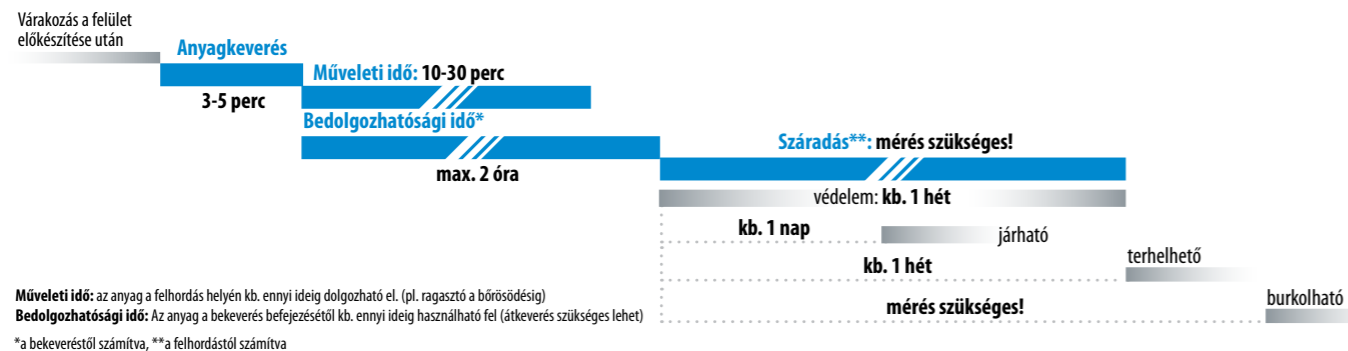 Várakozás a felület
előkészítése után
Anyagkeverés
3-5 perc
Műveleti idő: 10-30 perc
Bedolgozhatósági idő*
max. 2 óra
Száradás**: mérés szükséges!
védelem: kb. 1 hét
kb. 1 nap
járható
kb. 1 hét
terhelhető
mérés szükséges!
burkolható
Műveleti idő: az anyag a felhordás helyén kb. ennyi ideig dolgozható el. (pl. ragasztó a bőrösödésig)
Bedolgozhatósági idő: Az anyag a bekeverés befejezésétől kb. ennyi ideig használható fel (átkeverés szükséges lehet)
*a bekeveréstől számítva, **a felhordástól számítva